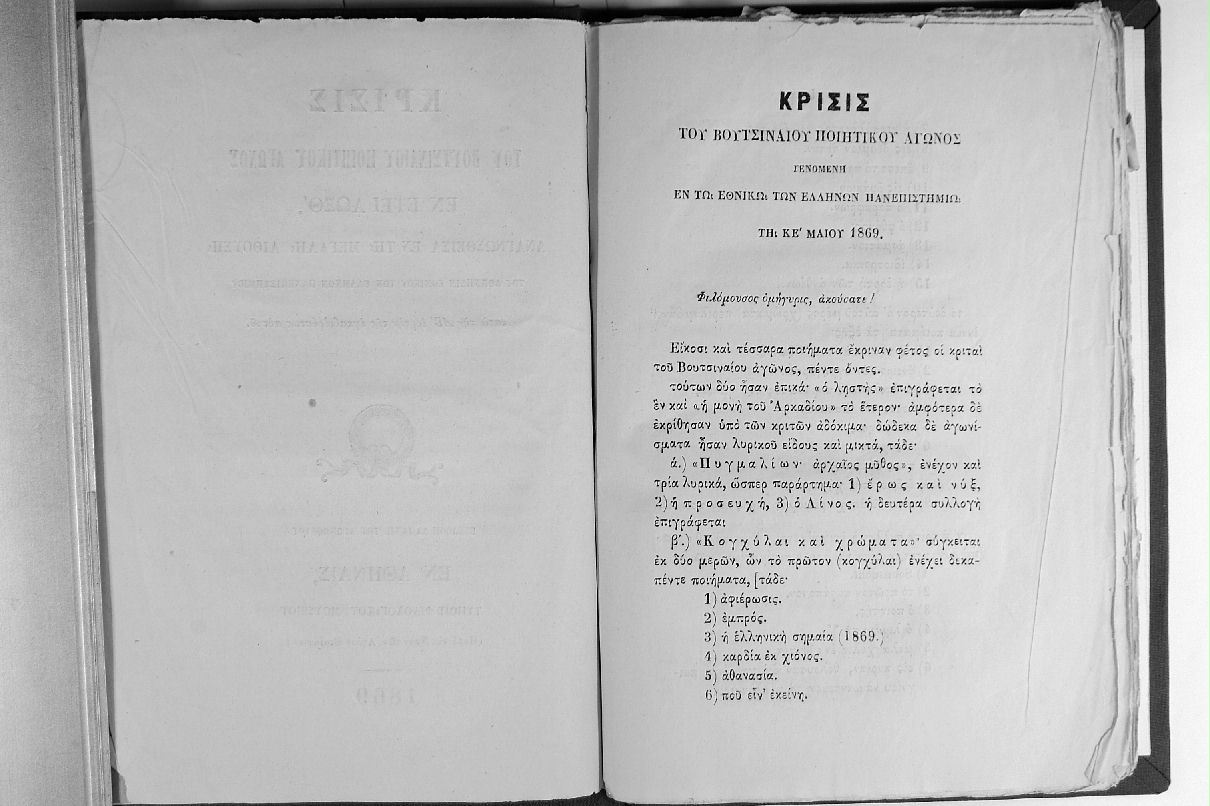 ΚΡΙΣΙΣ
ΤΟΥ ΒΟΥΤΣΙΝΑΙΟΥ ΠΟΙΗΤΙΚΟΥ ΑΓΩΝΟΣ
ΓΕΝΟΜΕΝΗ
ΕΝ ΤΩι ΕΘΝΙΚΩι ΤΩΝ ΕΛΛΗΝΩΝ ΠΑΝΕΠΙΣΤΗΜΙΩι
ΤΗι ΚΕʹ ΜΑΙΟΥ 1869.
Φιλόμουσος ὁμήγυρις, ἀκούσατε!
Εἴκοσι καὶ τέσσαρα ποιήματα ἔκριναν φέτος οἱ κριταὶ
τοῦ Βουτσιναίου ἀγῶνος, πέντε ὄντες.
τούτων δύο ἦσαν ἐπικά· «ὁ λῃστής» ἐπιγράφεται τὸ
ἓν καὶ «ἡ μονὴ τοῦ Ἀρκαδίου» τὸ ἕτερον· ἀμφότερα δὲ
ἐκρίθησαν ὑπὸ τῶν κριτῶν ἀδόκιμα· δώδεκα δὲ ἀγωνί-
σματα ἦσαν λυρικοῦ εἴδους καὶ μικτά, τάδε·
ά.) «Πυγμαλίων· ἀρχαῖος μῦθος», ἐνέχον καὶ
τρία λυρικά, ὥσπερ παράρτημα· 1) ἔρως καὶ νύξ,
2) ἡ προσευχή, 3) ὁ Λίνος. ἡ δευτέρα συλλογὴ
ἐπιγράφεται
β΄.) «Κογχύλαι καὶ χρώματα»· σύγκειται
ἐκ δύο μερῶν, ὧν τὸ πρῶτον (κογχύλαι) ἐνέχει δικα-
πέντε ποιήματα, [τάδε·
1) ἀφιέρωσις.
2) ἐμπρός.
3) ἡ ἑλληνικὴ σημαία (1869.)
4) καρδία ἐκ χιόνος.
5) ἀθανασία.
6) ποῦ εἶν' ἐκείνη.